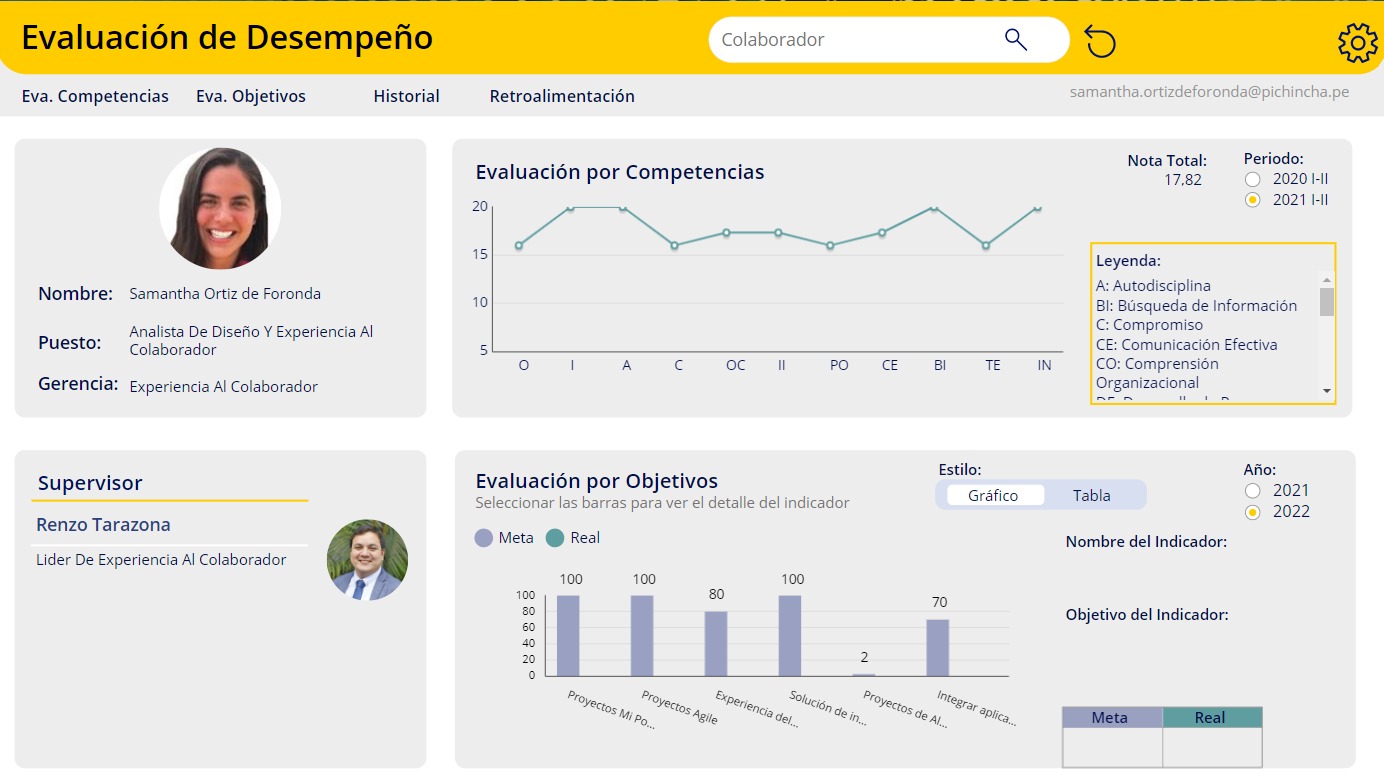 Evaluación de Desempeño
Colaborador
Eva. Competencias
Eva. Objetivos
Historial
Retroalimentación
samantha.ortizdeforonda@pichincha.pe
Nombre: Samantha Ortiz de Foronda
Puesto: Analista De Diseño Y Experiencia Al
Colaborador
Gerencia: Experiencia Al Colaborador
Evaluación por Competencias
Nota Total:
17.82
Periodo:
2020 I-II
2021 I-II
20
15
10
5
O I A C OC II PO CE BI TE IN
Leyenda:
A: Autodisciplina
BI: Búsqueda de Información
C: Compromiso
CE: Comunicación Efectiva
CO: Comprensión
Organizacional
Supervisor
Renzo Tarazona
Lider De Experiencia Al Colaborador
Evaluación por Objetivos
Seleccionar las barras para ver el detalle del indicador
Estilo:
Gráfico Tabla
Año:
2021
2022
Meta Real
100 100 80 100 2 70
100
80
60
40
20
0
Proyectos Mi Po...
Proyectos Agile
Experiencia del...
Solución de in...
Proyectos de Al...
Integrar aplica...
Nombre del Indicador:
Objetivo del Indicador:
Meta Real